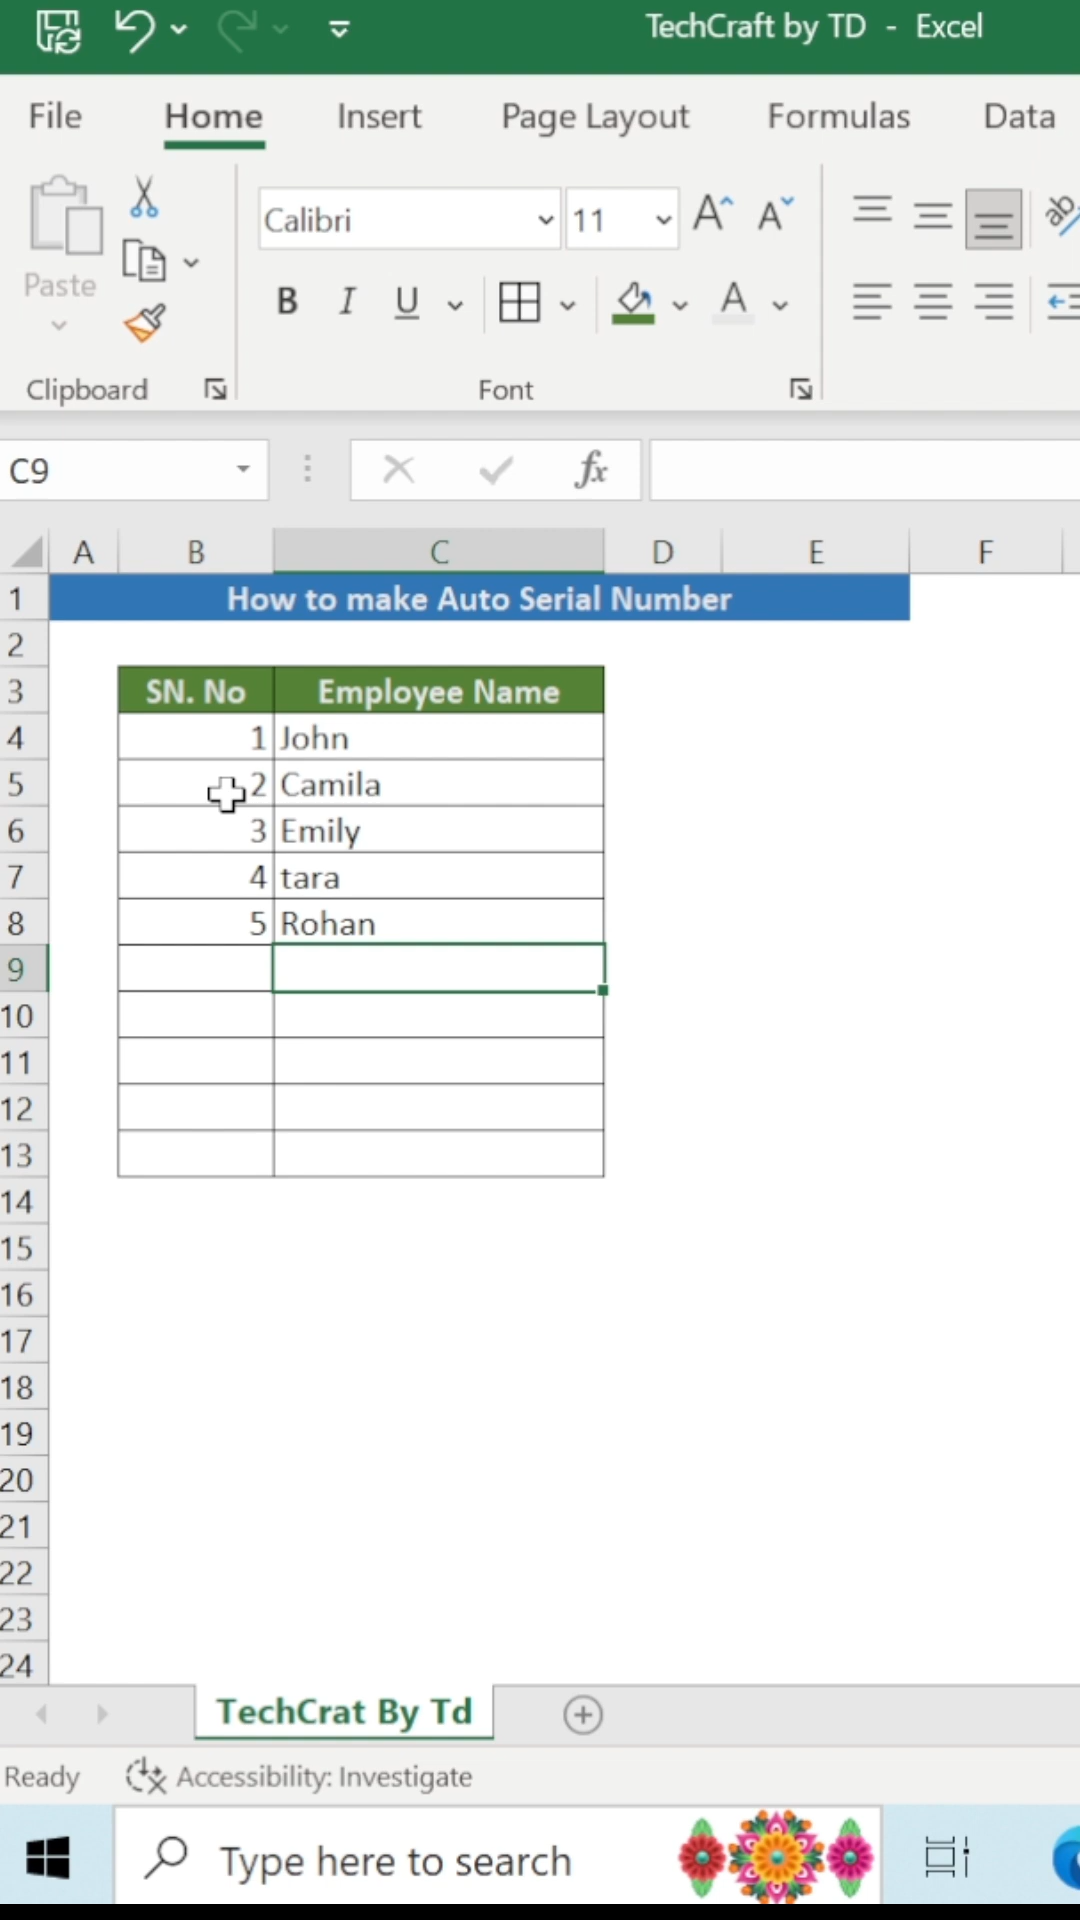 TechCraft by TD - Excel
File Home Insert Page Layout Formulas Data
Calibri 11 A A
Paste
B I U A
ab
Clipboard Font
C9 fx
A B C D E F
1 How to make Auto Serial Number
2
3 SN. No Employee Name
4 1 John
5 2 Camila
6 3 Emily
7 4 tara
8 5 Rohan
9
10
11
12
13
14
15
16
17
18
19
20
21
22
23
24
TechCrat By Td
Ready Accessibility: Investigate
Type here to search